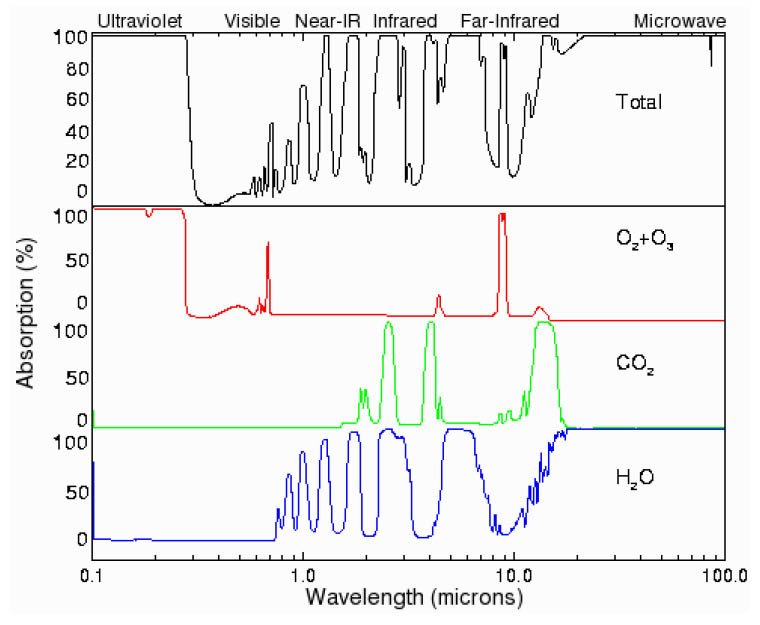 Ultraviolet Visible Near-IR Infrared Far-Infrared Microwave
100
80
60
40
20
0
Total
100
50
0
O₂+O₃
100
50
0
CO₂
100
50
0
H₂O
Absorption (%)
0.1 1.0 10.0 100.0
Wavelength (microns)